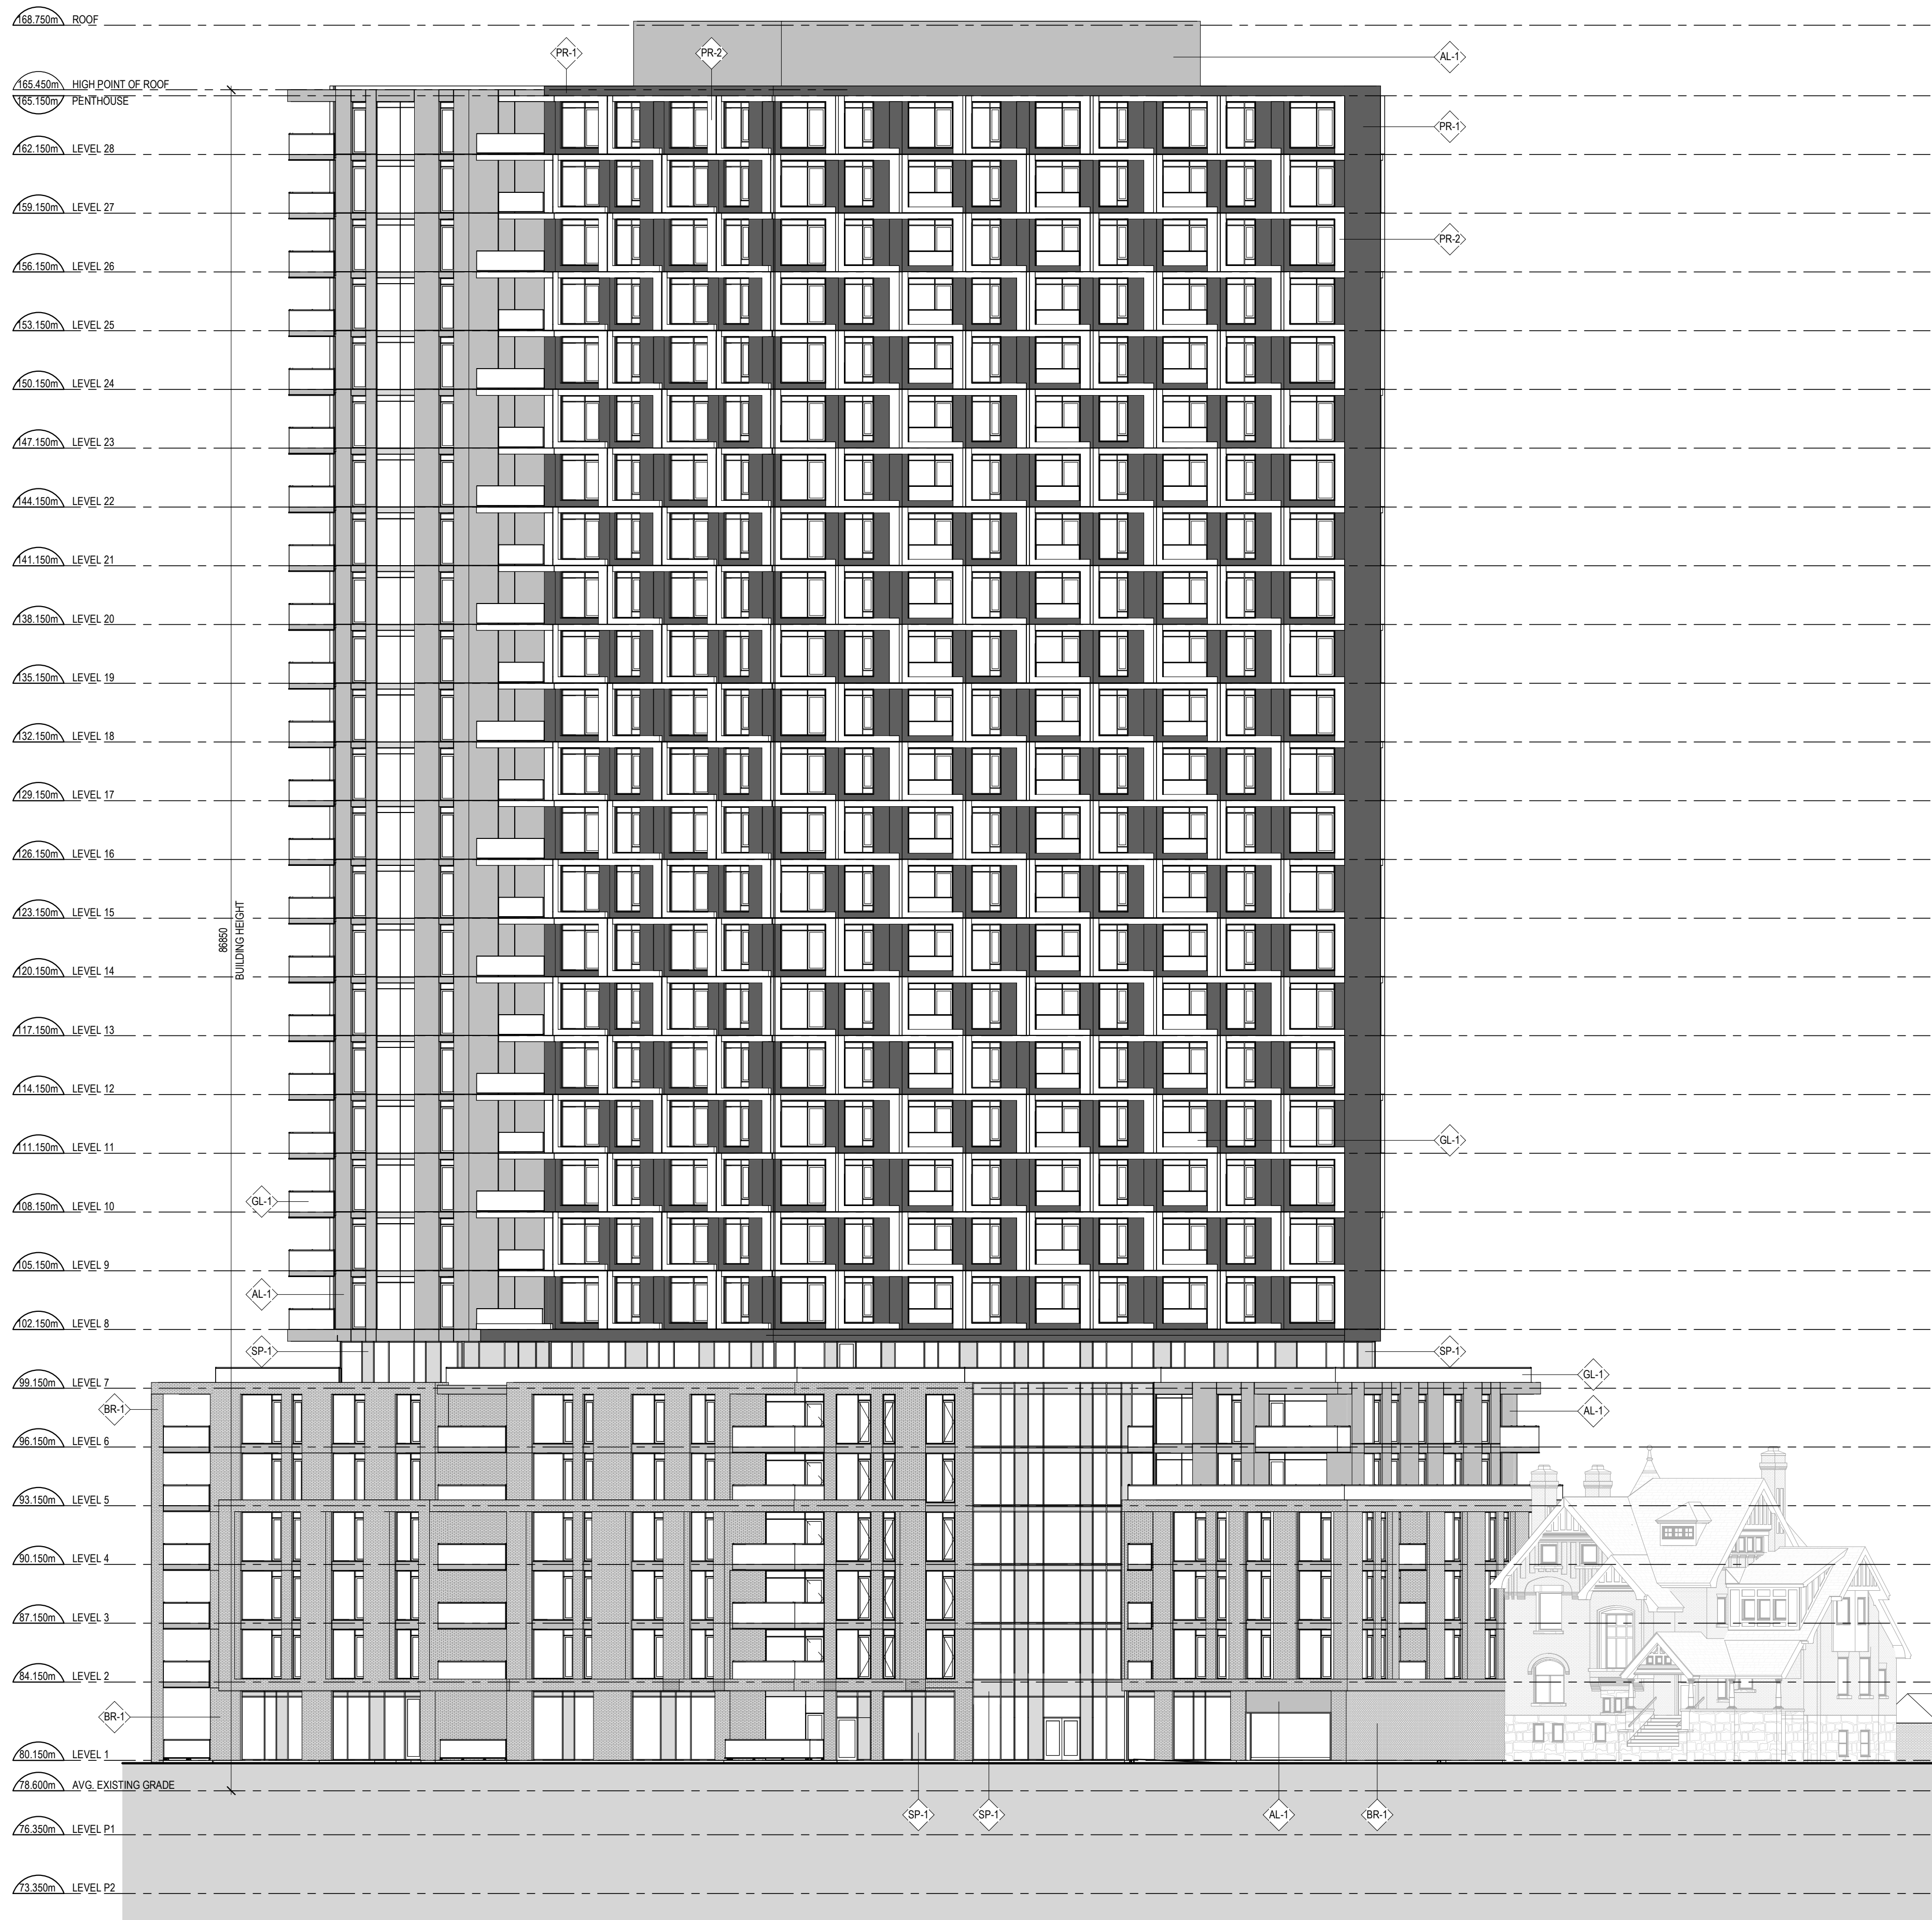 168.750m ROOF
PR-1
PR-2
AL-1
165.450m HIGH POINT OF ROOF
165.150m PENTHOUSE
PR-1
162.150m LEVEL 28
159.150m LEVEL 27
PR-2
156.150m LEVEL 26
153.150m LEVEL 25
150.150m LEVEL 24
147.150m LEVEL 23
144.150m LEVEL 22
141.150m LEVEL 21
138.150m LEVEL 20
135.150m LEVEL 19
132.150m LEVEL 18
129.150m LEVEL 17
126.150m LEVEL 16
123.150m LEVEL 15
86850
BUILDING HEIGHT
120.150m LEVEL 14
117.150m LEVEL 13
114.150m LEVEL 12
GL-1
111.150m LEVEL 11
GL-1
108.150m LEVEL 10
105.150m LEVEL 9
AL-1
102.150m LEVEL 8
SP-1
SP-1
GL-1
99.150m LEVEL 7
BR-1
AL-1
96.150m LEVEL 6
93.150m LEVEL 5
90.150m LEVEL 4
87.150m LEVEL 3
84.150m LEVEL 2
BR-1
80.150m LEVEL 1
78.600m AVG. EXISTING GRADE
SP-1
SP-1
AL-1
BR-1
76.350m LEVEL P1
73.350m LEVEL P2